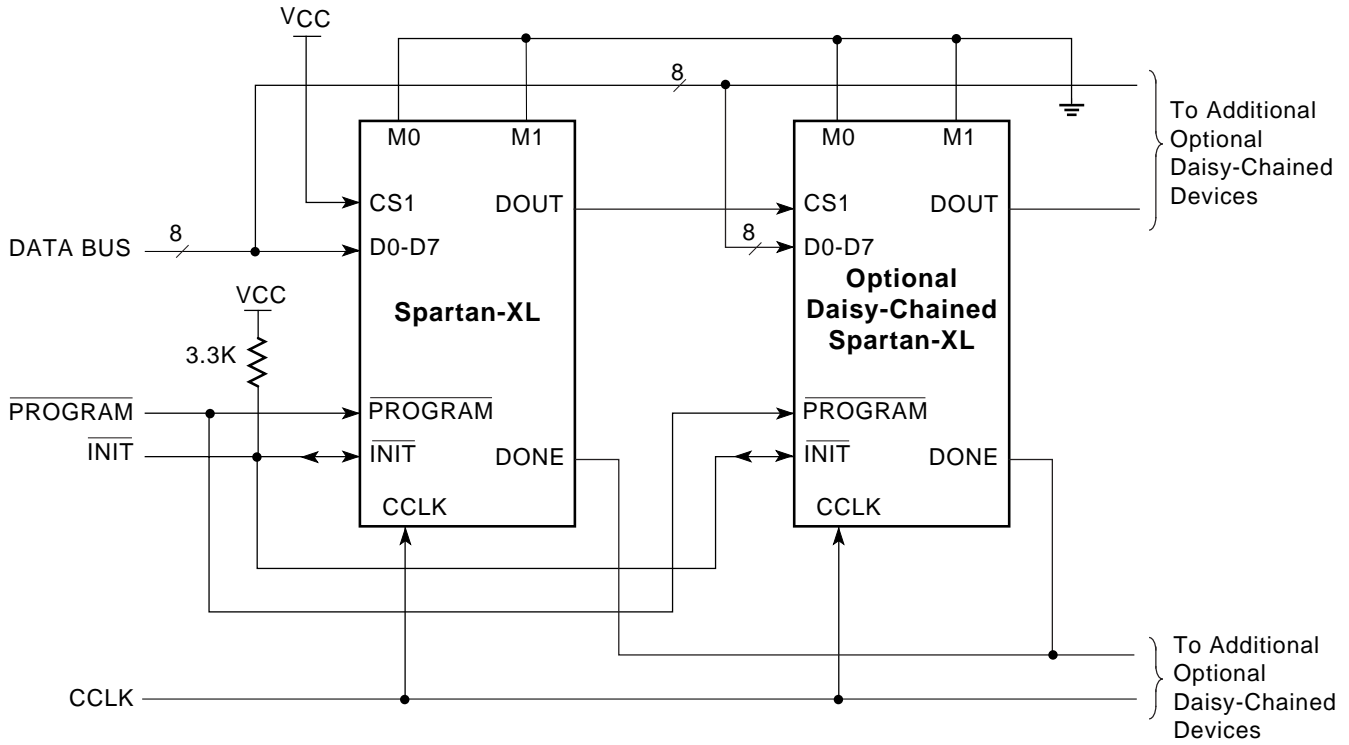 VCC
8
M0
M1
M0
M1
To Additional
Optional
Daisy-Chained
Devices
CS1
DOUT
CS1
DOUT
DATA BUS
8
D0-D7
8
D0-D7
VCC
3.3K
Spartan-XL
Optional
Daisy-Chained
Spartan-XL
PROGRAM
PROGRAM
PROGRAM
INIT
INIT
DONE
INIT
DONE
CCLK
CCLK
CCLK
To Additional
Optional
Daisy-Chained
Devices